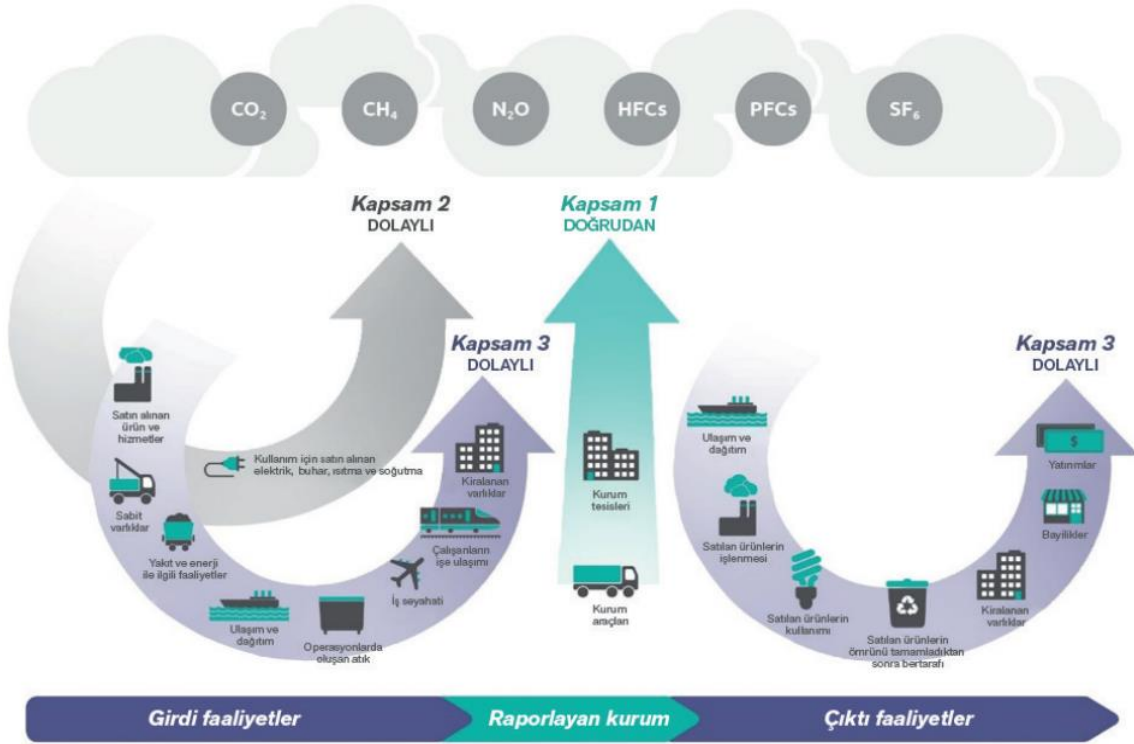 CO₂
CH₄
N₂O
HFCs
PFCs
SF₆
Kapsam 2
DOLAYLI
Kapsam 1
DOĞRUDAN
Kapsam 3
DOLAYLI
Kapsam 3
DOLAYLI
Satın alınan
ürün ve
hizmetler
Kullanım için satın alınan
elektrik, buhar, ısıtma ve soğutma
Sabit
varlıklar
Yakıt ve enerji
ile ilgili faaliyetler
Ulaşım ve
dağıtım
Operasyonlarda
oluşan atık
İş seyahati
Çalışanların
işe ulaşımı
Kiralanan
varlıklar
Kurum
tesisleri
Kurum
araçları
Ulaşım ve
dağıtım
Satılan ürünlerin
işlenmesi
Satılan ürünlerin
kullanımı
Satılan ürünlerin
ömrünü tamamladıktan
sonra bertarafı
Kiralanan
varlıklar
Bayilikler
$
Yatırımlar
Girdi faaliyetler
Raporlayan kurum
Çıktı faaliyetler